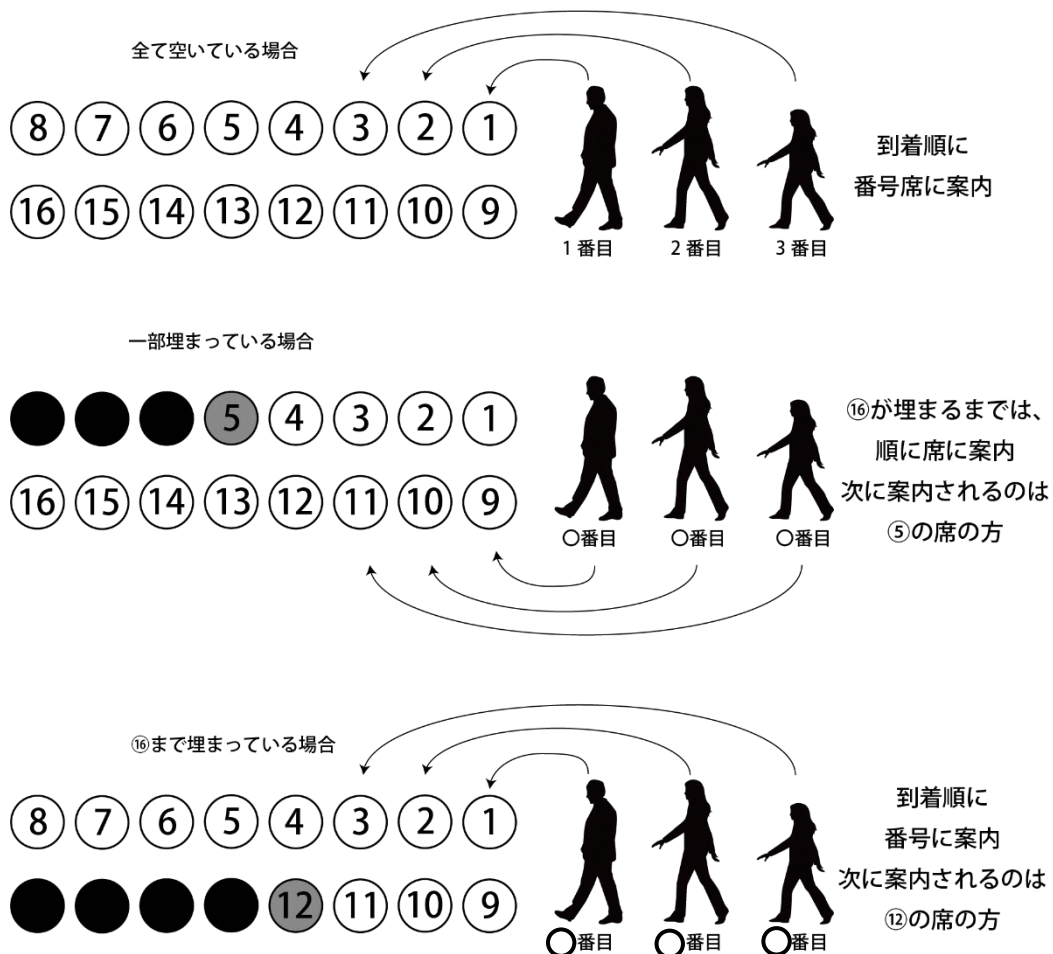 全て空いている場合
8 7 6 5 4 3 2 1
16 15 14 13 12 11 10 9
1番目 2番目 3番目
到着順に
番号席に案内
一部埋まっている場合
5 4 3 2 1
16 15 14 13 12 11 10 9
○番目 ○番目 ○番目
⑯が埋まるまでは、
順に席に案内
次に案内されるのは
⑤の席の方
⑯まで埋まっている場合
8 7 6 5 4 3 2 1
12 11 10 9
○番目 ○番目 ○番目
到着順に
番号に案内
次に案内されるのは
⑫の席の方